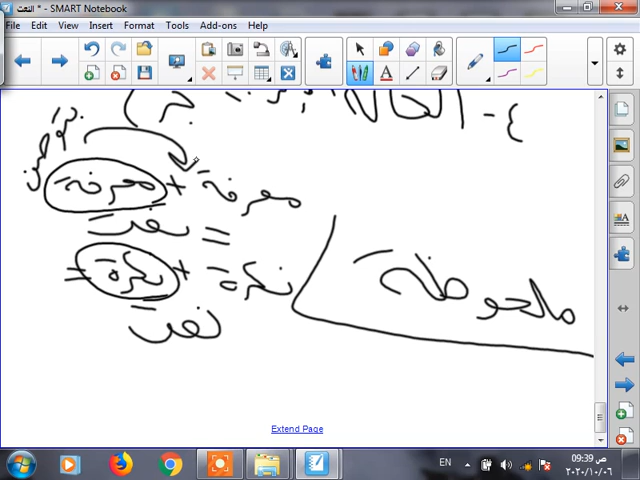 النعت * - SMART Notebook
File Edit View Insert Format Tools Add-ons Help
٤- الحالة
معرفة + معرفة
= نعت
ملحوظة
نكرة + نكرة =
نعت
Extend Page
EN
ص 09:39
٢٠٢٠/١٠/٠٦